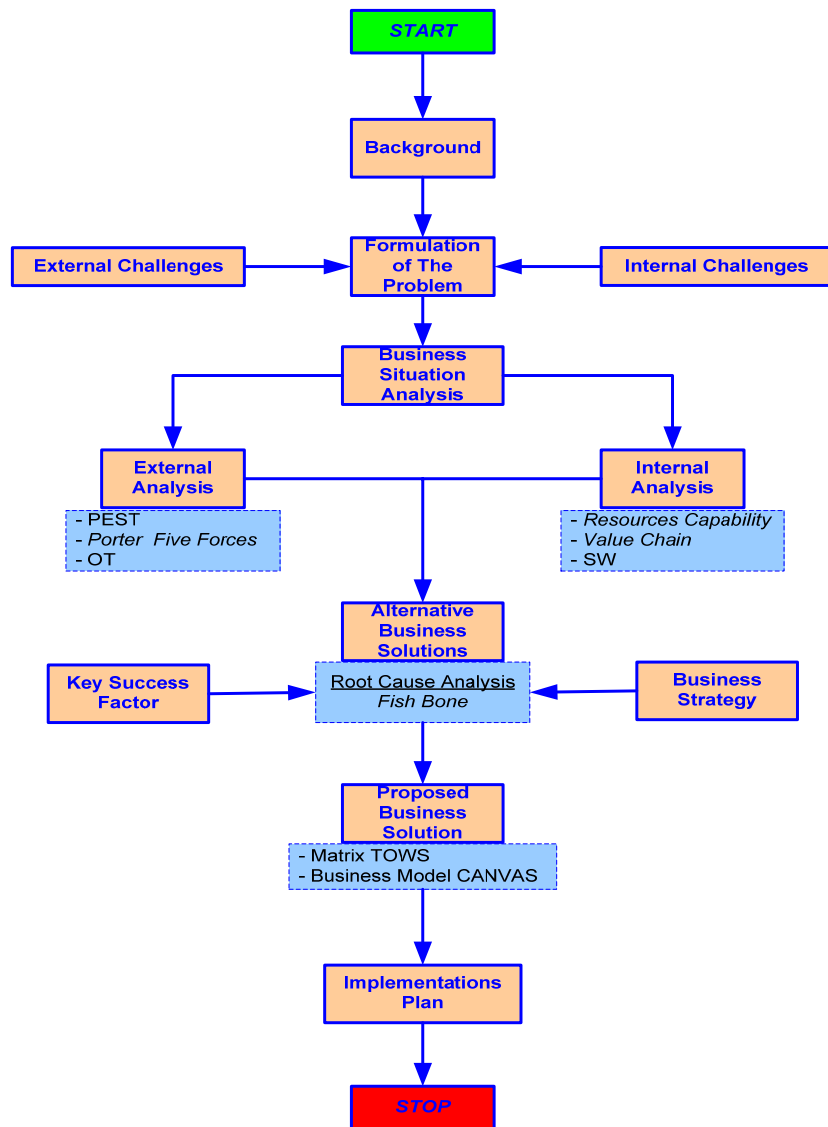 START
Background
Formulation
of The
Problem
External Challenges
Internal Challenges
Business
Situation
Analysis
External
Analysis
- PEST
- Porter Five Forces
- OT
Internal
Analysis
- Resources Capability
- Value Chain
- SW
Alternative
Business
Solutions
Root Cause Analysis
Fish Bone
Key Success
Factor
Business
Strategy
Proposed
Business
Solution
- Matrix TOWS
- Business Model CANVAS
Implementations
Plan
STOP